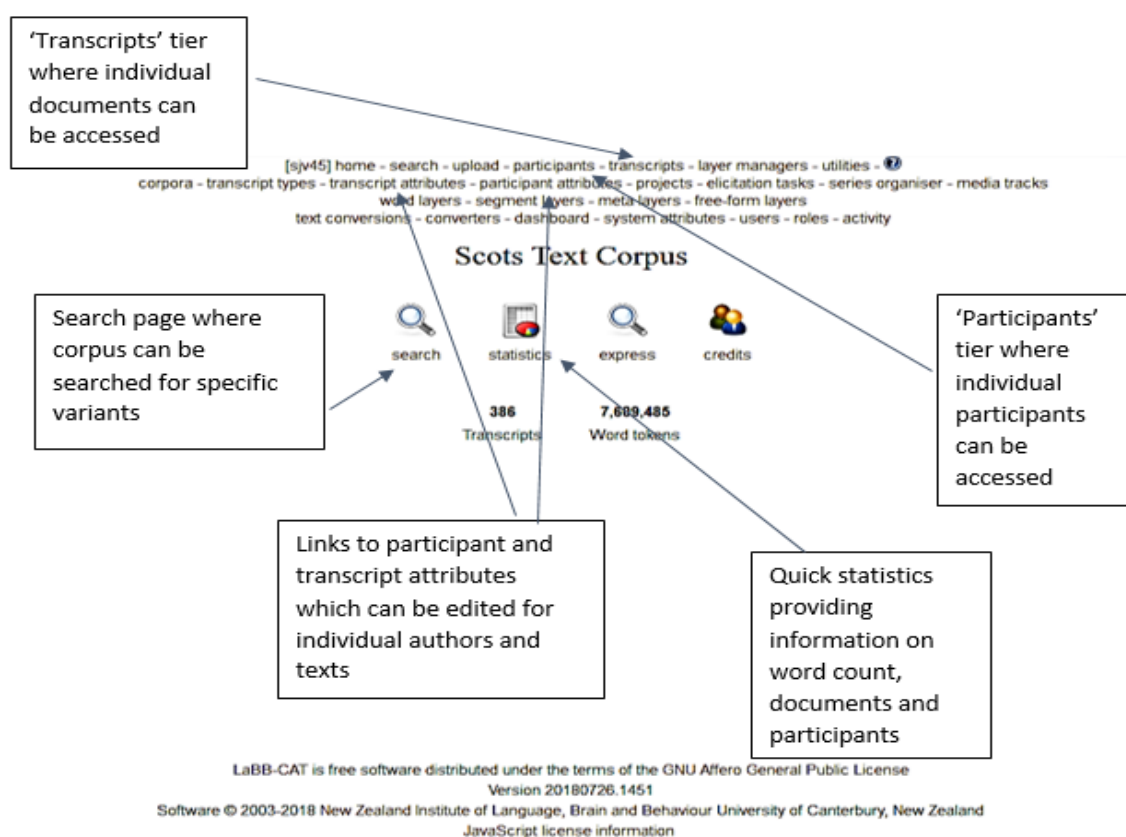 ‘Transcripts’ tier
where individual
documents can
be accessed
[sjv45] home - search - upload - participants - transcripts - layer managers - utilities - ?
corpora - transcript types - transcript attributes - participant attributes - projects - elicitation tasks - series organiser - media tracks
word layers - segment layers - meta layers - free-form layers
text conversions - converters - dashboard - system attributes - users - roles - activity
Scots Text Corpus
Search page where
corpus can be
searched for specific
variants
search statistics express credits
386 7,609,485
Transcripts Word tokens
‘Participants’
tier where
individual
participants
can be
accessed
Links to participant and
transcript attributes
which can be edited for
individual authors and
texts
Quick statistics
providing
information on
word count,
documents and
participants
LaBB-CAT is free software distributed under the terms of the GNU Affero General Public License
Version 20180726.1451
Software © 2003-2018 New Zealand Institute of Language, Brain and Behaviour University of Canterbury, New Zealand
JavaScript license information